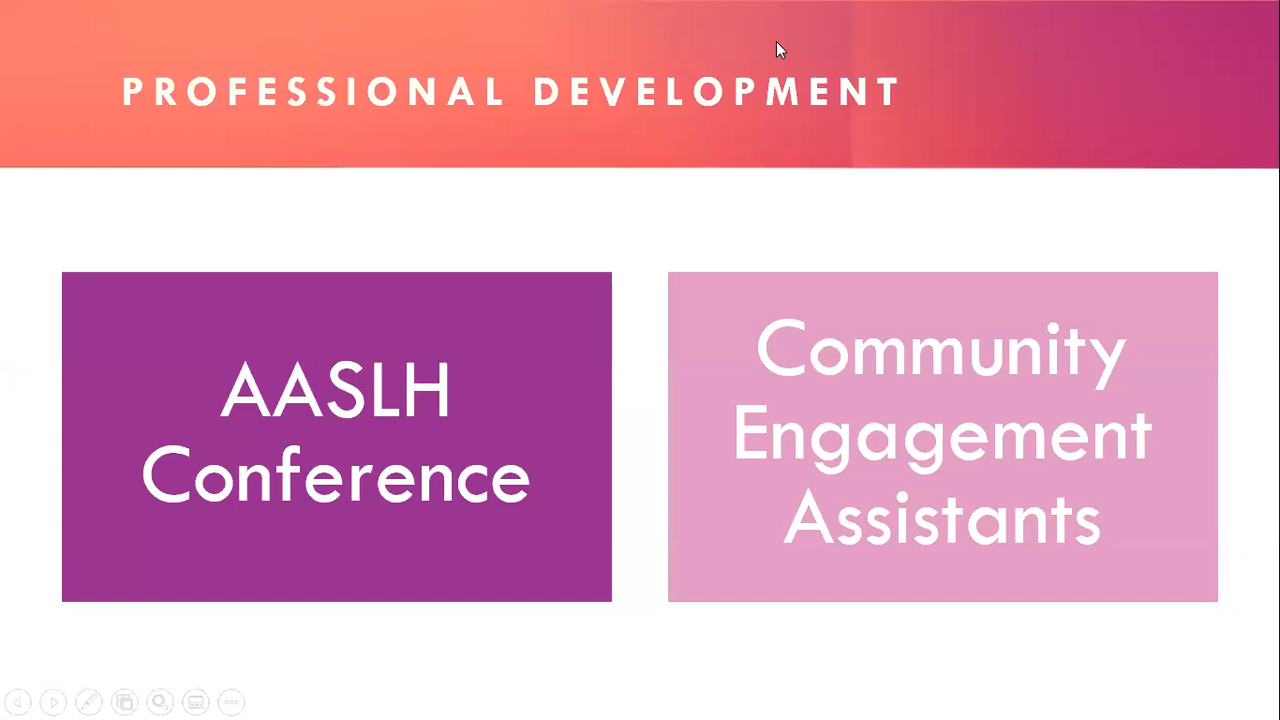 PROFESSIONAL DEVELOPMENT
AASLH
Conference
Community
Engagement
Assistants